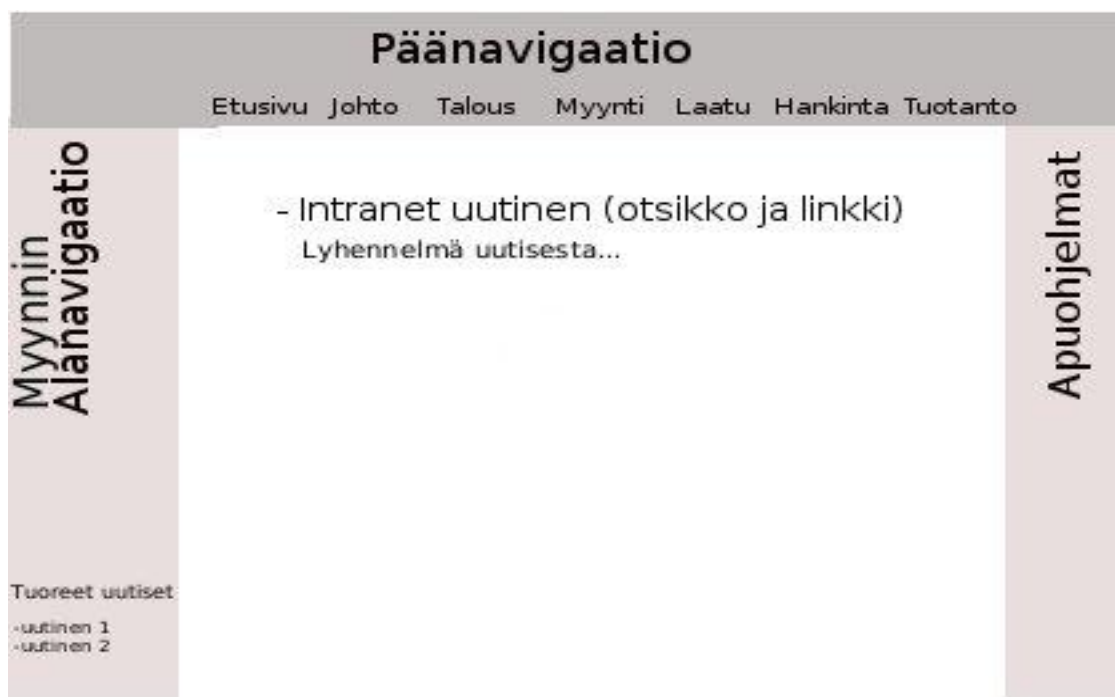 Päänavigaatio
Etusivu Johto Talous Myynti Laatu Hankinta Tuotanto
Myynnin
Alanavigaatio
- Intranet uutinen (otsikko ja linkki)
Lyhennelmä uutisesta...
Apuohjelmat
Tuoreet uutiset
-uutinen 1
-uutinen 2